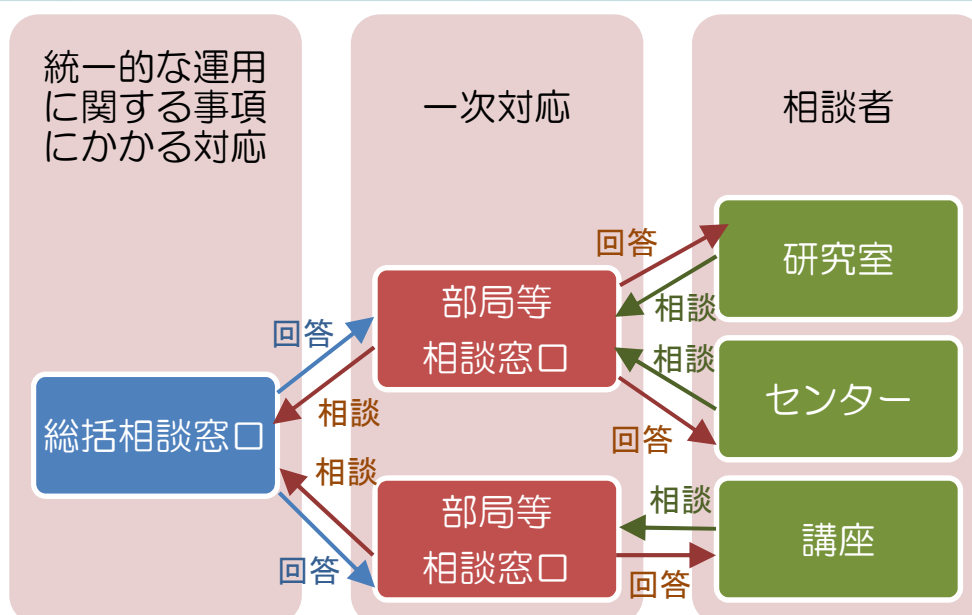 統一的な運用
に関する事項
にかかる対応
一次対応
相談者
総括相談窓口
回答
相談
相談
回答
部局等
相談窓口
部局等
相談窓口
回答
相談
相談
回答
相談
回答
研究室
センター
講座